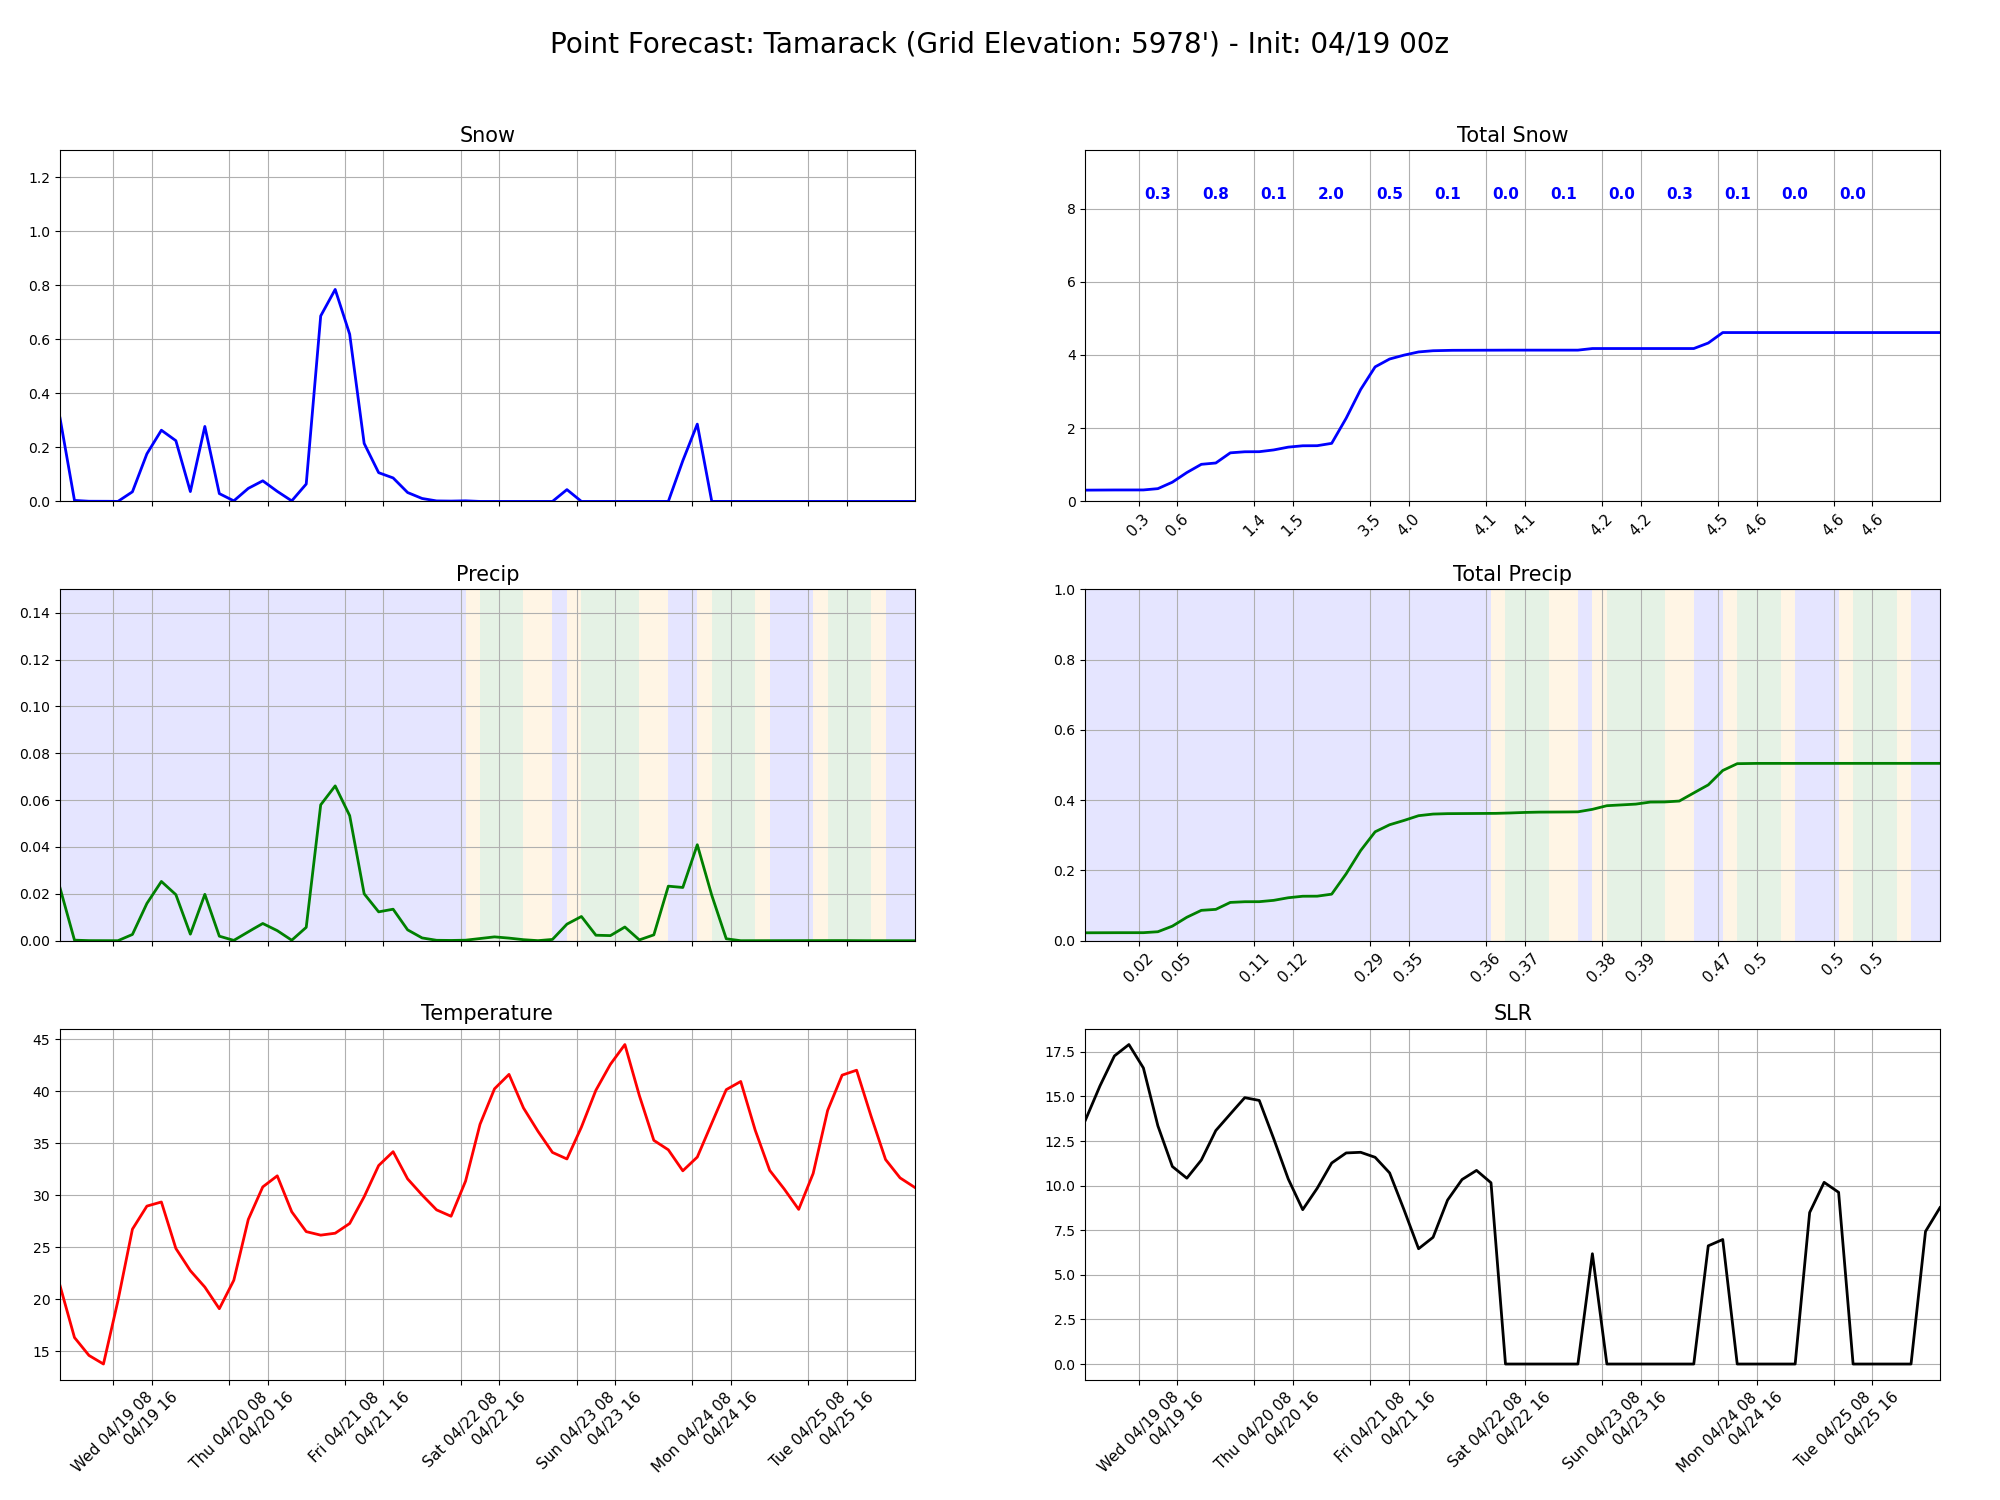 Point Forecast: Tamarack (Grid Elevation: 5978') - Init: 04/19 00z
Snow
1.2
1.0
0.8
0.6
0.4
0.2
0.0
Total Snow
0.3 0.8 0.1 2.0 0.5 0.1 0.0 0.1 0.0 0.3 0.1 0.0 0.0
8
6
4
2
0
0.3 0.6 1.4 1.5 3.5 4.0 4.1 4.1 4.2 4.2 4.5 4.6 4.6 4.6
Precip
0.14
0.12
0.10
0.08
0.06
0.04
0.02
0.00
Total Precip
1.0
0.8
0.6
0.4
0.2
0.0
0.02 0.05 0.11 0.12 0.29 0.35 0.36 0.37 0.38 0.39 0.47 0.5 0.5 0.5
Temperature
45
40
35
30
25
20
15
Wed 04/19 08
04/19 16
Thu 04/20 08
04/20 16
Fri 04/21 08
04/21 16
Sat 04/22 08
04/22 16
Sun 04/23 08
04/23 16
Mon 04/24 08
04/24 16
Tue 04/25 08
04/25 16
SLR
17.5
15.0
12.5
10.0
7.5
5.0
2.5
0.0
Wed 04/19 08
04/19 16
Thu 04/20 08
04/20 16
Fri 04/21 08
04/21 16
Sat 04/22 08
04/22 16
Sun 04/23 08
04/23 16
Mon 04/24 08
04/24 16
Tue 04/25 08
04/25 16